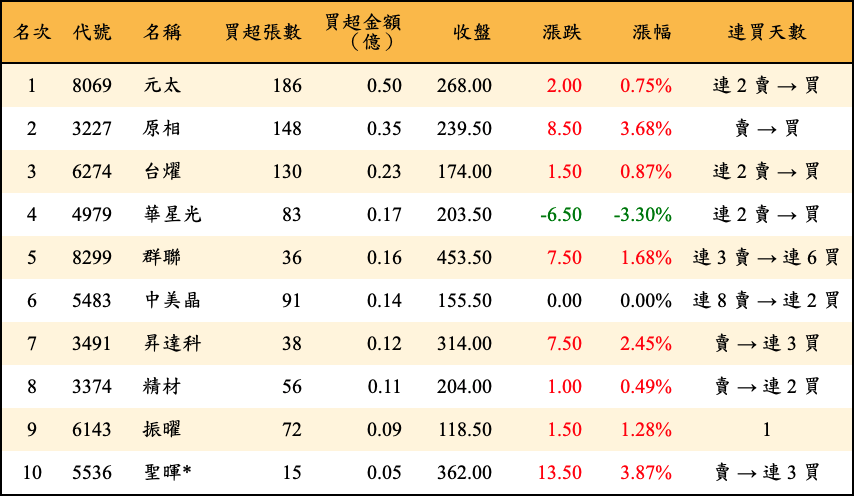 名次 代號 名稱 買超張數 買超金額（億） 收盤 漲跌 漲幅 連買天數
1 8069 元太 186 0.50 268.00 2.00 0.75% 連 2 賣 → 買
2 3227 原相 148 0.35 239.50 8.50 3.68% 賣 → 買
3 6274 台燿 130 0.23 174.00 1.50 0.87% 連 2 賣 → 買
4 4979 華星光 83 0.17 203.50 -6.50 -3.30% 連 2 賣 → 買
5 8299 群聯 36 0.16 453.50 7.50 1.68% 連 3 賣 → 連 6 買
6 5483 中美晶 91 0.14 155.50 0.00 0.00% 連 8 賣 → 連 2 買
7 3491 昇達科 38 0.12 314.00 7.50 2.45% 賣 → 連 3 買
8 3374 精材 56 0.11 204.00 1.00 0.49% 賣 → 連 2 買
9 6143 振曜 72 0.09 118.50 1.50 1.28% 1
10 5536 聖暉* 15 0.05 362.00 13.50 3.87% 賣 → 連 3 買